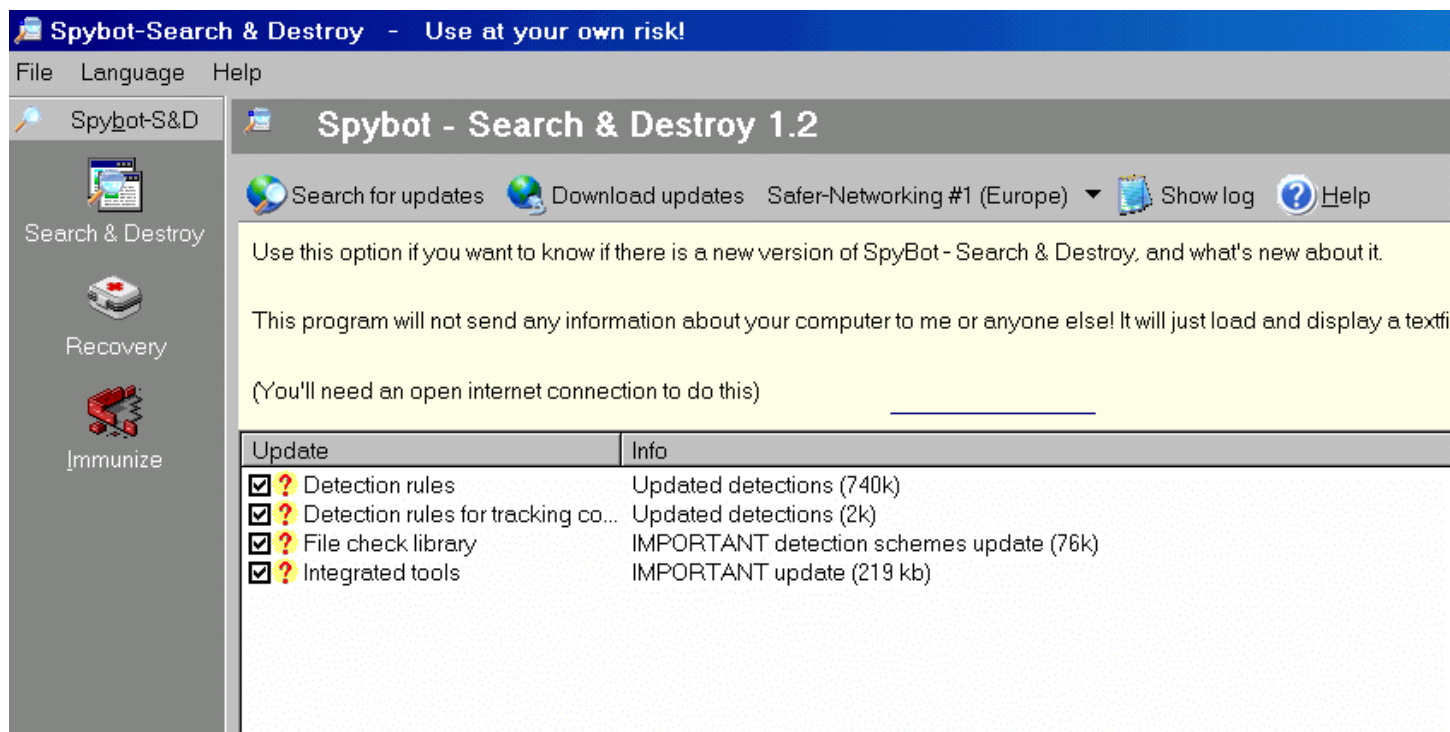 Spybot-Search & Destroy - Use at your own risk!
File Language Help
Spybot-S&D
Spybot - Search & Destroy 1.2
Search for updates Download updates Safer-Networking #1 (Europe) Show log Help
Search & Destroy
Recovery
Immunize
Use this option if you want to know if there is a new version of SpyBot - Search & Destroy, and what's new about it.
This program will not send any information about your computer to me or anyone else! It will just load and display a textfi
(You'll need an open internet connection to do this)
Update Info
Detection rules Updated detections (740k)
Detection rules for tracking co... Updated detections (2k)
File check library IMPORTANT detection schemes update (76k)
Integrated tools IMPORTANT update (219 kb)